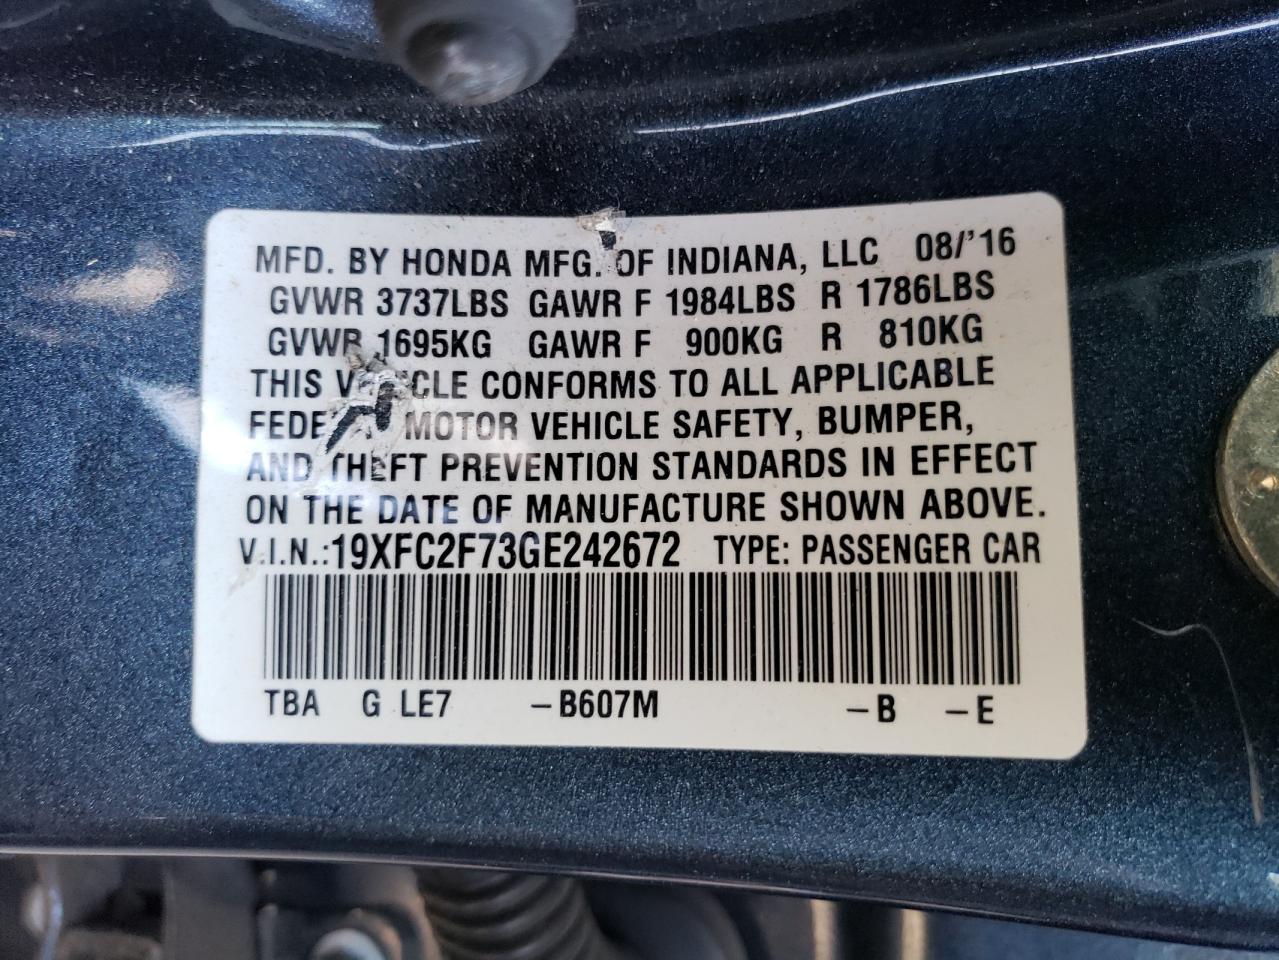 MFD. BY HONDA MFG. OF INDIANA, LLC 08/'16
GVWR 3737LBS GAWR F 1984LBS R 1786LBS
GVWR 1695KG GAWR F 900KG R 810KG
THIS CONFORMS TO ALL APPLICABLE
MOTOR VEHICLE SAFETY, BUMPER,
AND THEFT PREVENTION STANDARDS IN EFFECT
ON THE DATE OF MANUFACTURE SHOWN ABOVE.
V.I.N.:19XFC2F73GE242672 TYPE: PASSENGER CAR
TBA G LE7 -B607M -B -E